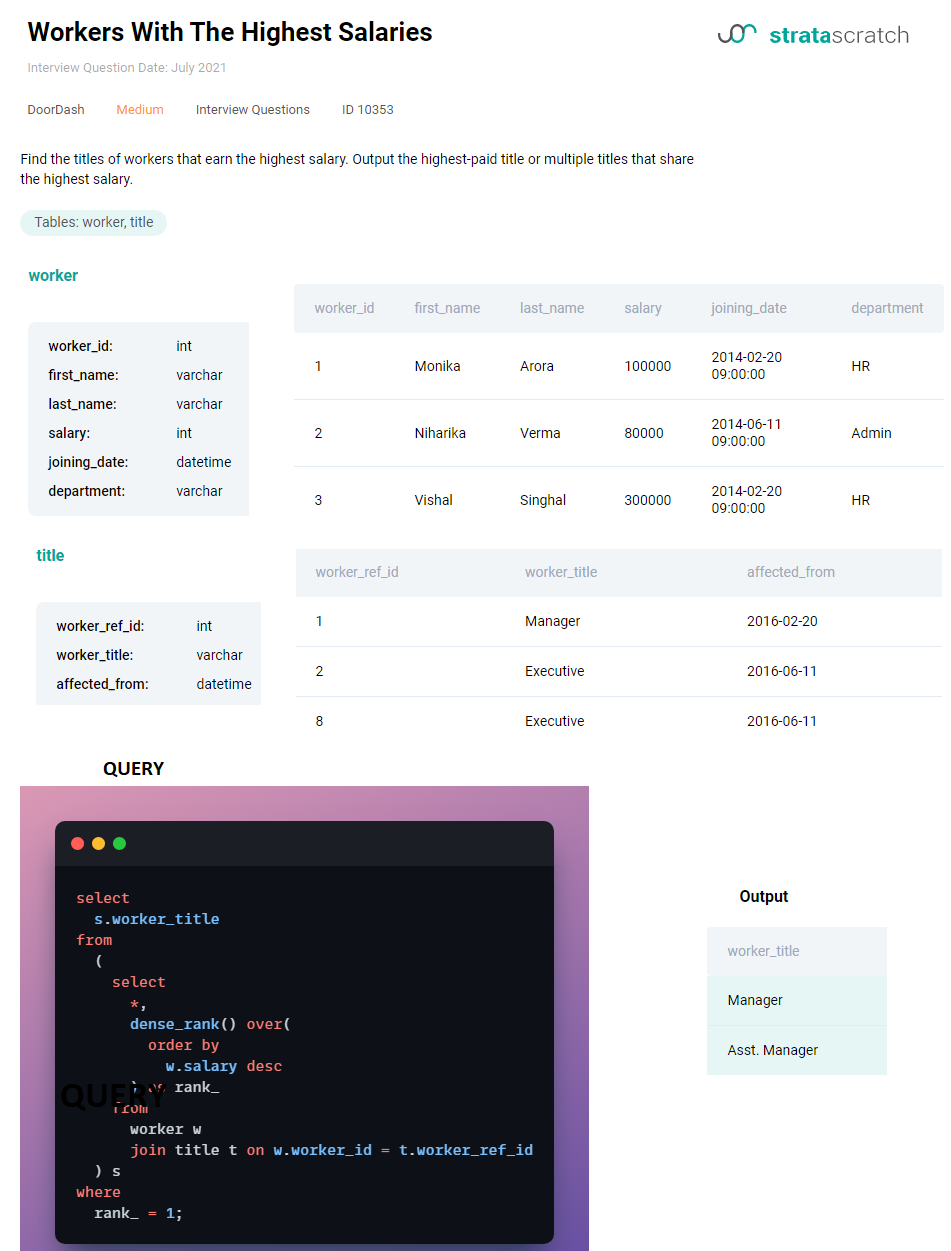 Workers With The Highest Salaries
stratascratch
Interview Question Date: July 2021
DoorDash Medium Interview Questions ID 10353
Find the titles of workers that earn the highest salary. Output the highest-paid title or multiple titles that share
the highest salary.
Tables: worker, title
worker
worker_id: int
first_name: varchar
last_name: varchar
salary: int
joining_date: datetime
department: varchar
worker_id first_name last_name salary joining_date department
1 Monika Arora 100000 2014-02-20 09:00:00 HR
2 Niharika Verma 80000 2014-06-11 09:00:00 Admin
3 Vishal Singhal 300000 2014-02-20 09:00:00 HR
title
worker_ref_id: int
worker_title: varchar
affected_from: datetime
worker_ref_id worker_title affected_from
1 Manager 2016-02-20
2 Executive 2016-06-11
8 Executive 2016-06-11
QUERY
select
s.worker_title
from
(
select
*,
dense_rank() over(
order by
w.salary desc
) as rank_
QUERY
from
worker w
join title t on w.worker_id = t.worker_ref_id
) s
where
rank_ = 1;
Output
worker_title
Manager
Asst. Manager